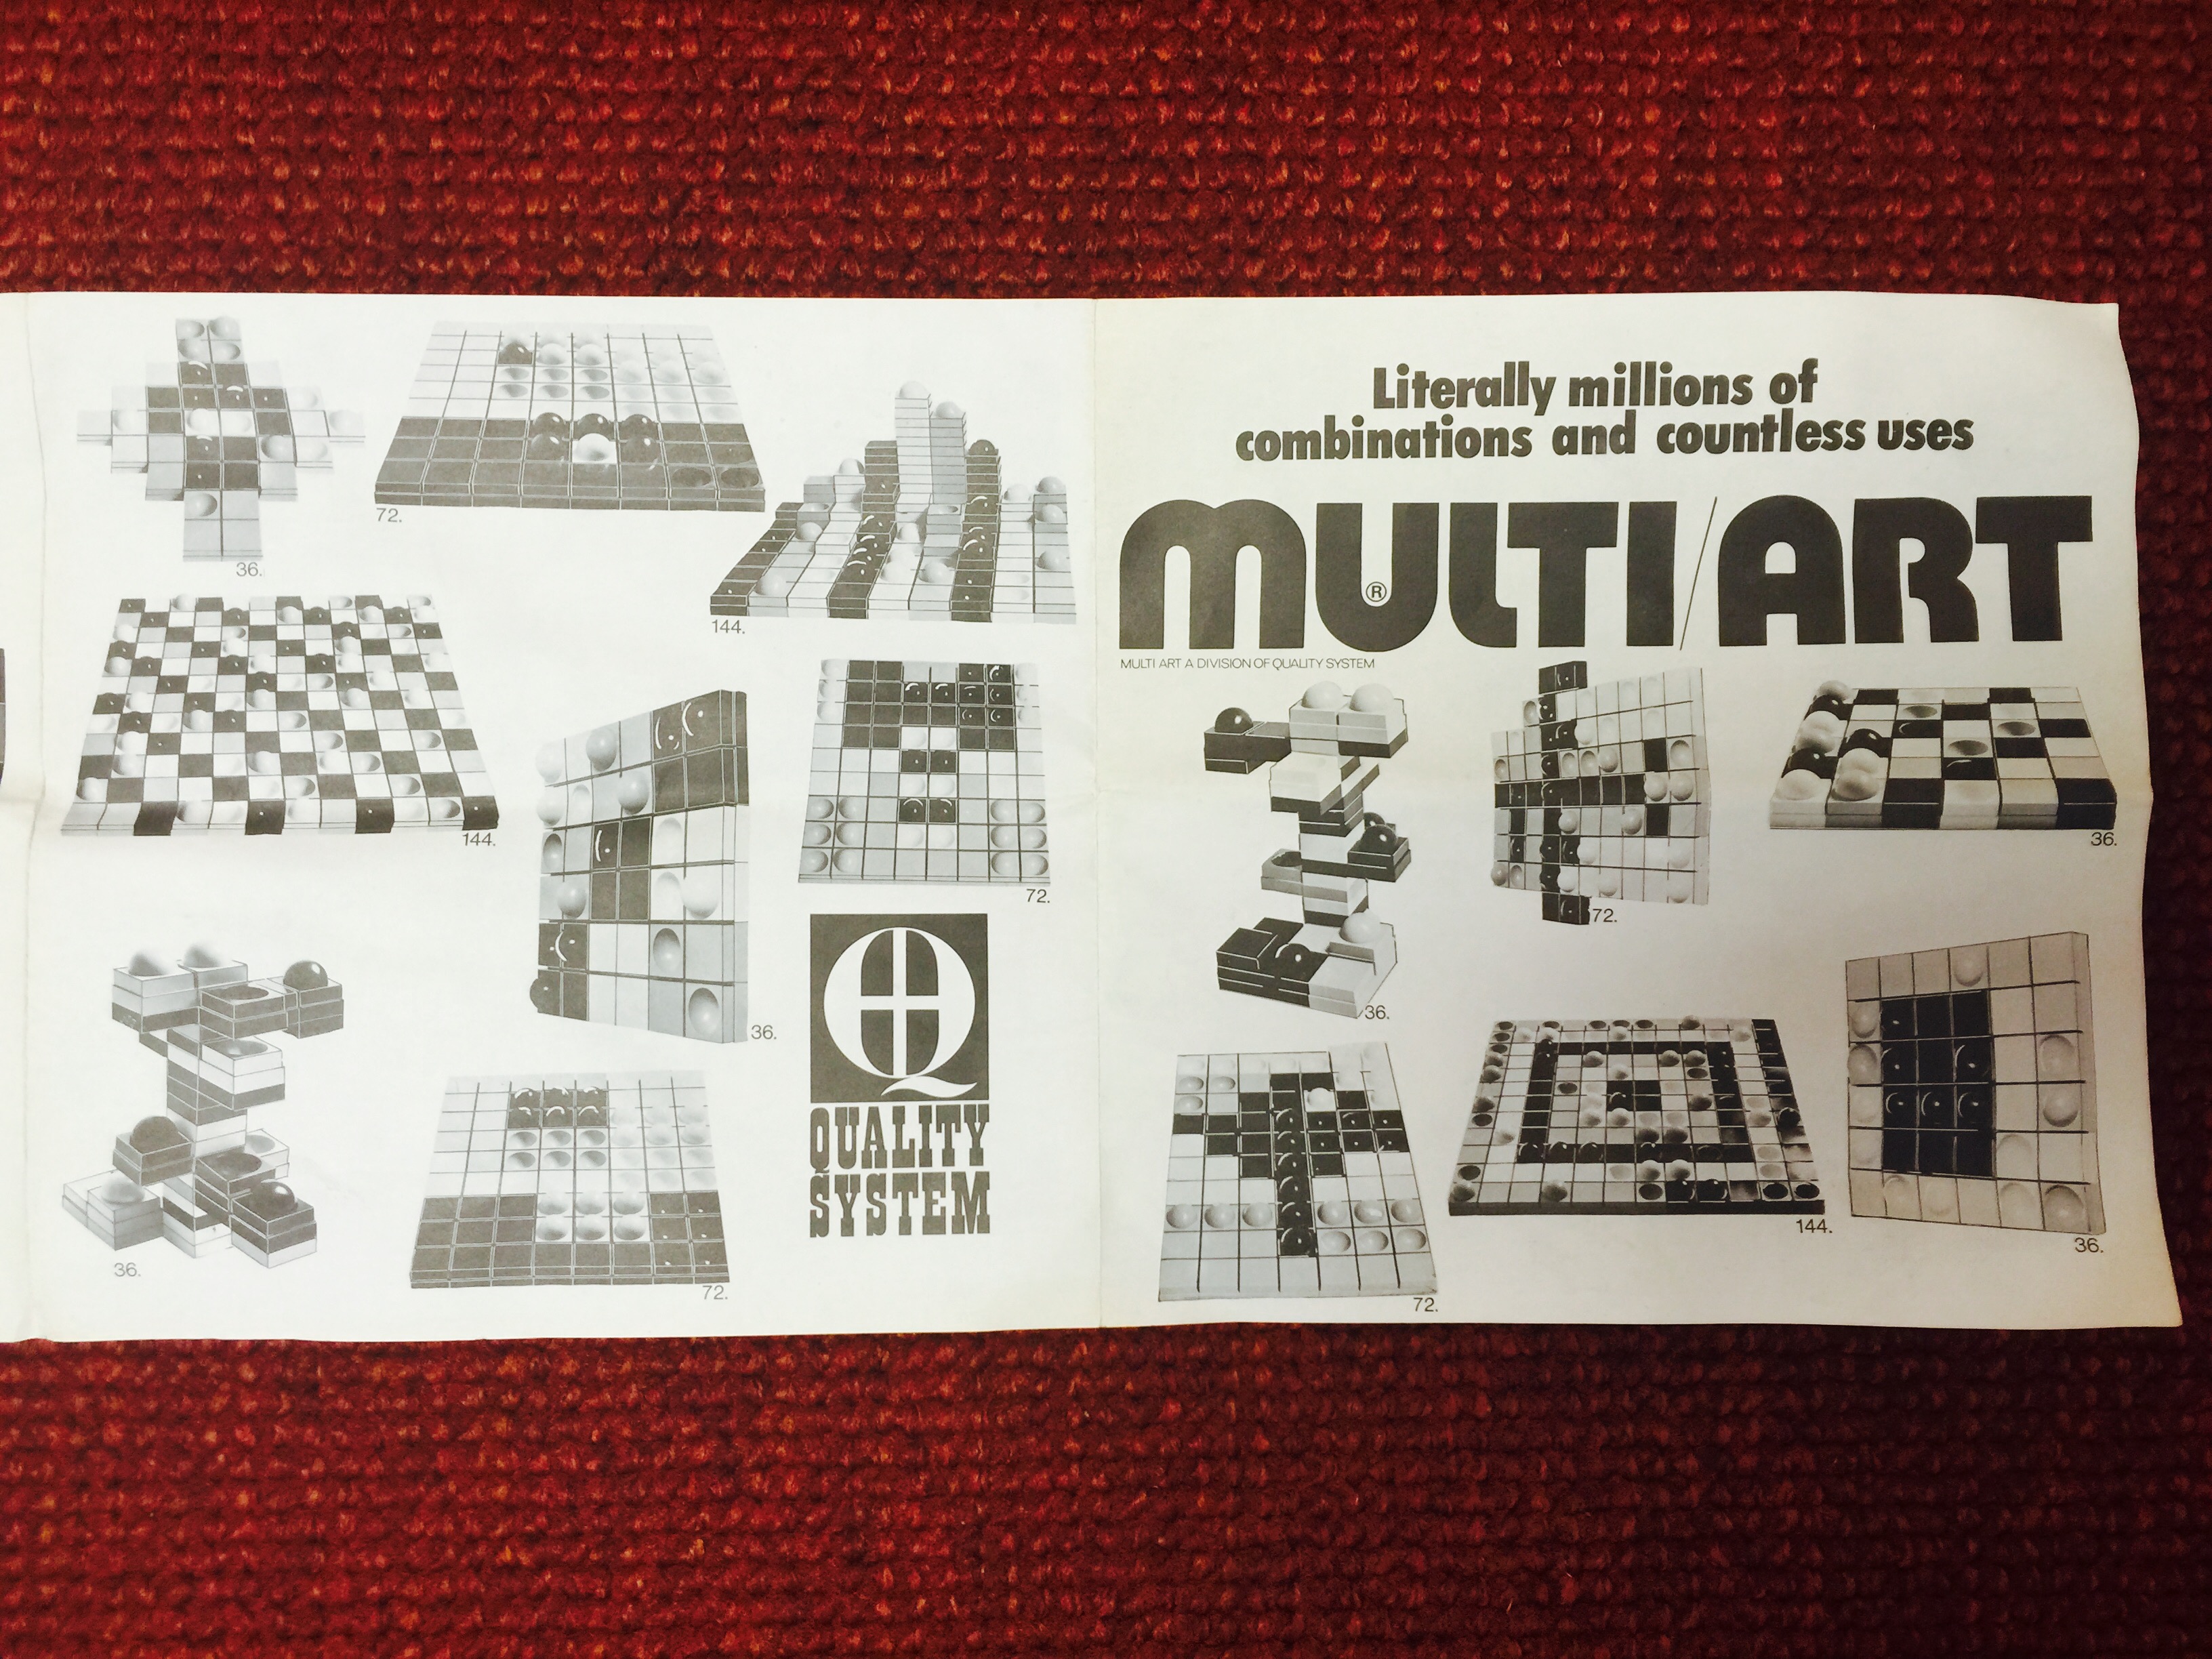 36.
72.
144.
144.
36.
72.
36.
72.
Q
QUALITY
SYSTEM
Literally millions of
combinations and countless uses
MULTI/ART
®
MULTI ART A DIVISION OF QUALITY SYSTEM
36.
72.
36.
72.
144.
36.